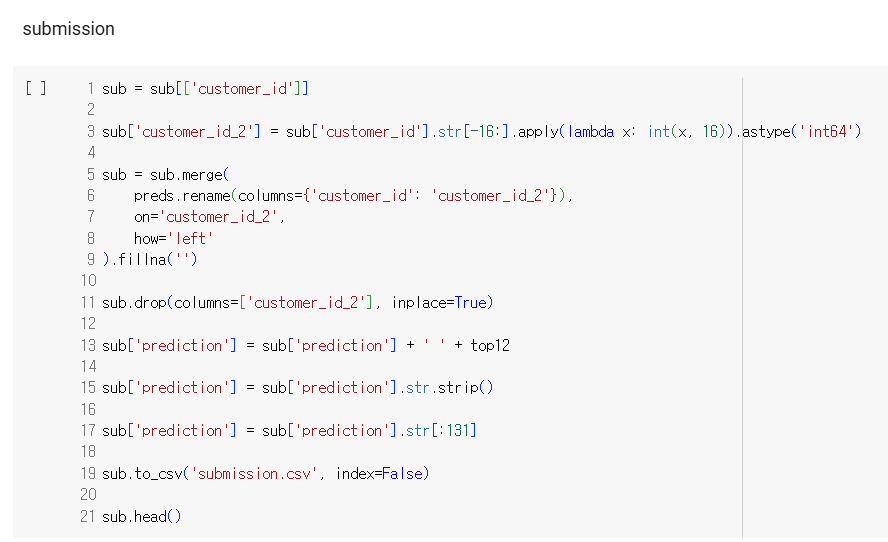 submission
[ ]
1 sub = sub[['customer_id']]
2
3 sub['customer_id_2'] = sub['customer_id'].str[-16:].apply(lambda x: int(x, 16)).astype('int64')
4
5 sub = sub.merge(
6     preds.rename(columns={'customer_id': 'customer_id_2'}),
7     on='customer_id_2',
8     how='left'
9 ).fillna('')
10
11 sub.drop(columns=['customer_id_2'], inplace=True)
12
13 sub['prediction'] = sub['prediction'] + ' ' + top12
14
15 sub['prediction'] = sub['prediction'].str.strip()
16
17 sub['prediction'] = sub['prediction'].str[:131]
18
19 sub.to_csv('submission.csv', index=False)
20
21 sub.head()